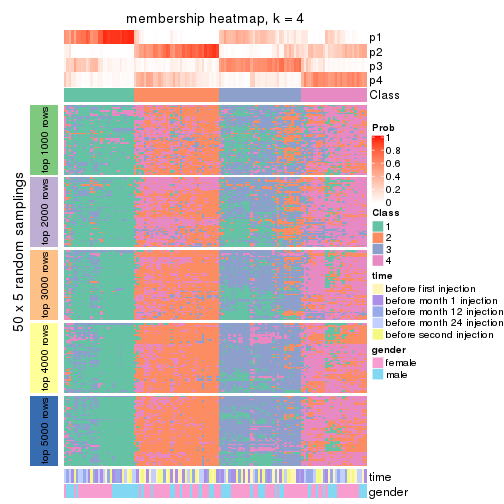 membership heatmap, k = 4
p1
p2
p3
p4
Class
50 x 5 random samplings
top 1000 rows
top 2000 rows
top 3000 rows
top 4000 rows
top 5000 rows
time
gender
Prob
1
0.8
0.6
0.4
0.2
0
Class
1
2
3
4
time
before first injection
before month 1 injection
before month 12 injection
before month 24 injection
before second injection
gender
female
male